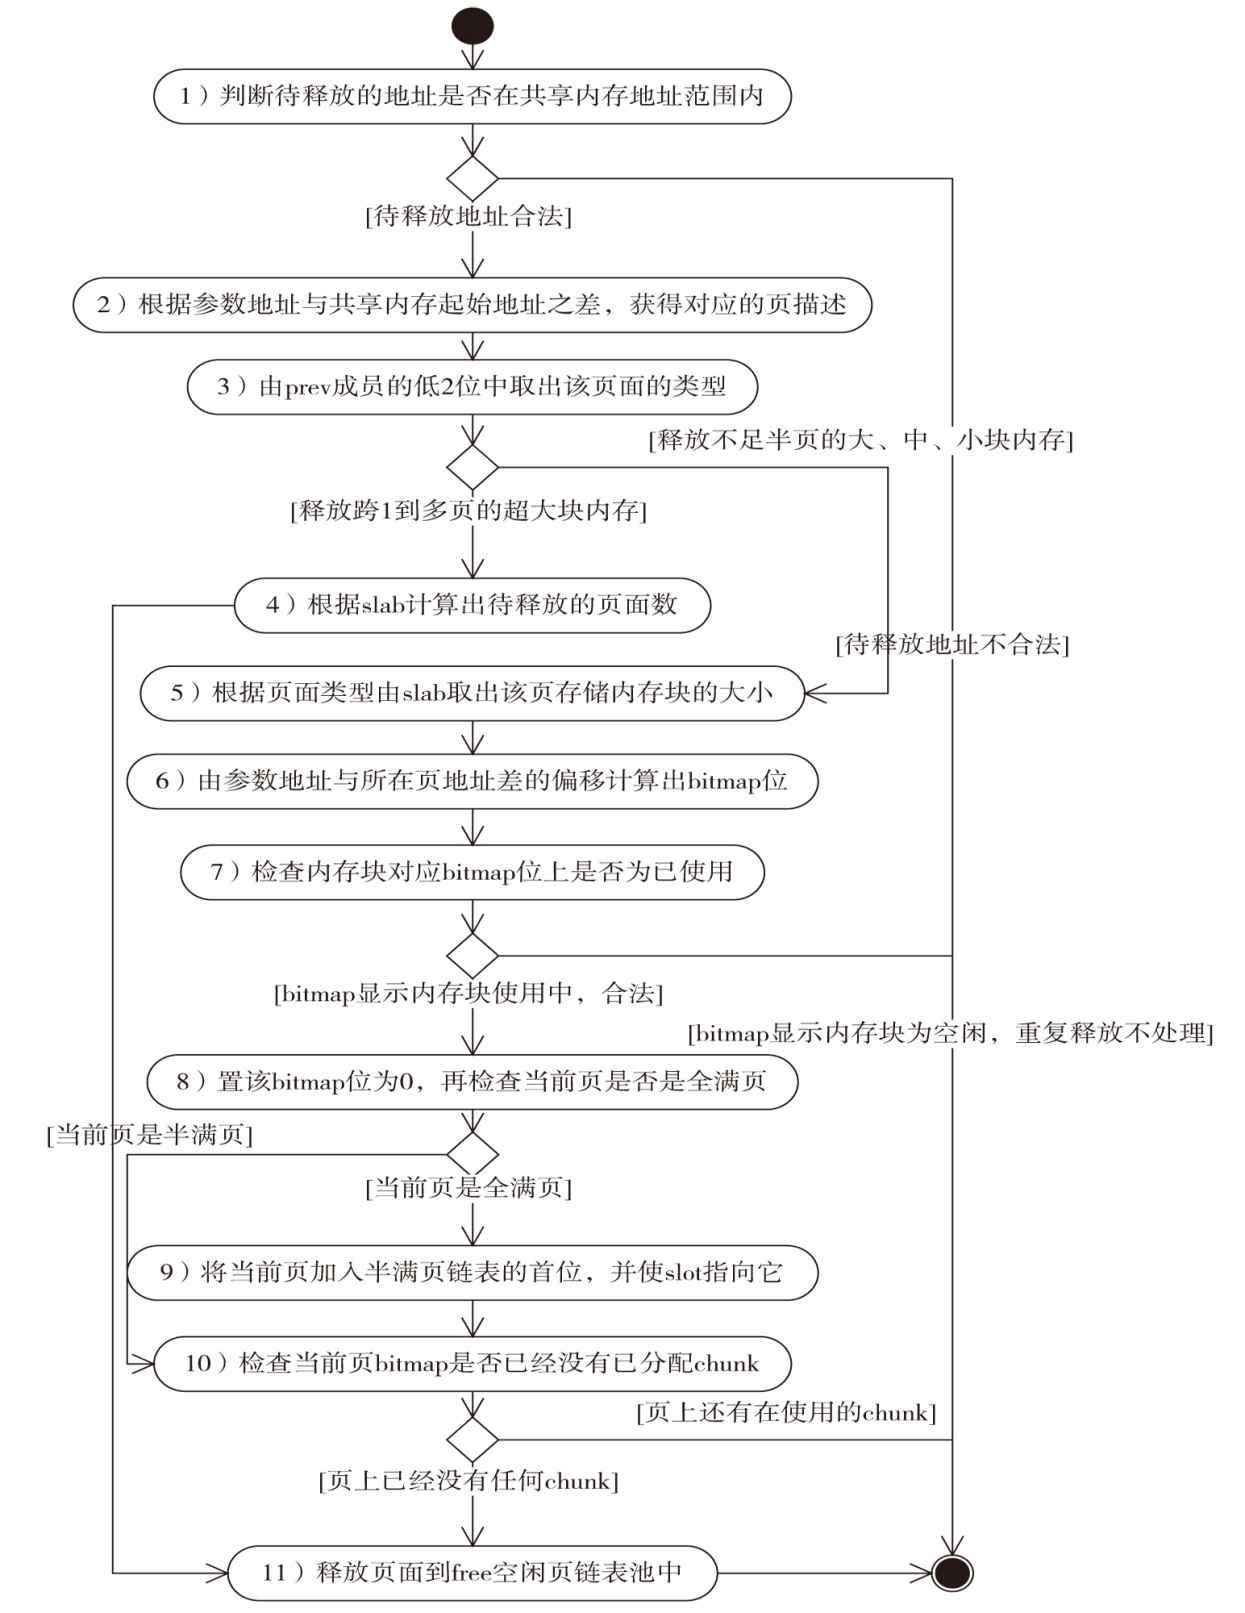 1）判断待释放的地址是否在共享内存地址范围内
[待释放地址合法]
2）根据参数地址与共享内存起始地址之差，获得对应的页描述
3）由prev成员的低2位中取出该页面的类型
[释放不足半页的大、中、小块内存]
[释放跨1到多页的超大块内存]
4）根据slab计算出待释放的页面数
[待释放地址不合法]
5）根据页面类型由slab取出该页存储内存块的大小
6）由参数地址与所在页地址差的偏移计算出bitmap位
7）检查内存块对应bitmap位上是否为已使用
[bitmap显示内存块使用中，合法]
[bitmap显示内存块为空闲，重复释放不处理]
8）置该bitmap位为0，再检查当前页是否是全满页
[当前页是半满页]
[当前页是全满页]
9）将当前页加入半满页链表的首位，并使slot指向它
10）检查当前页bitmap是否已经没有已分配chunk
[页上还有在使用的chunk]
[页上已经没有任何chunk]
11）释放页面到free空闲页链表池中